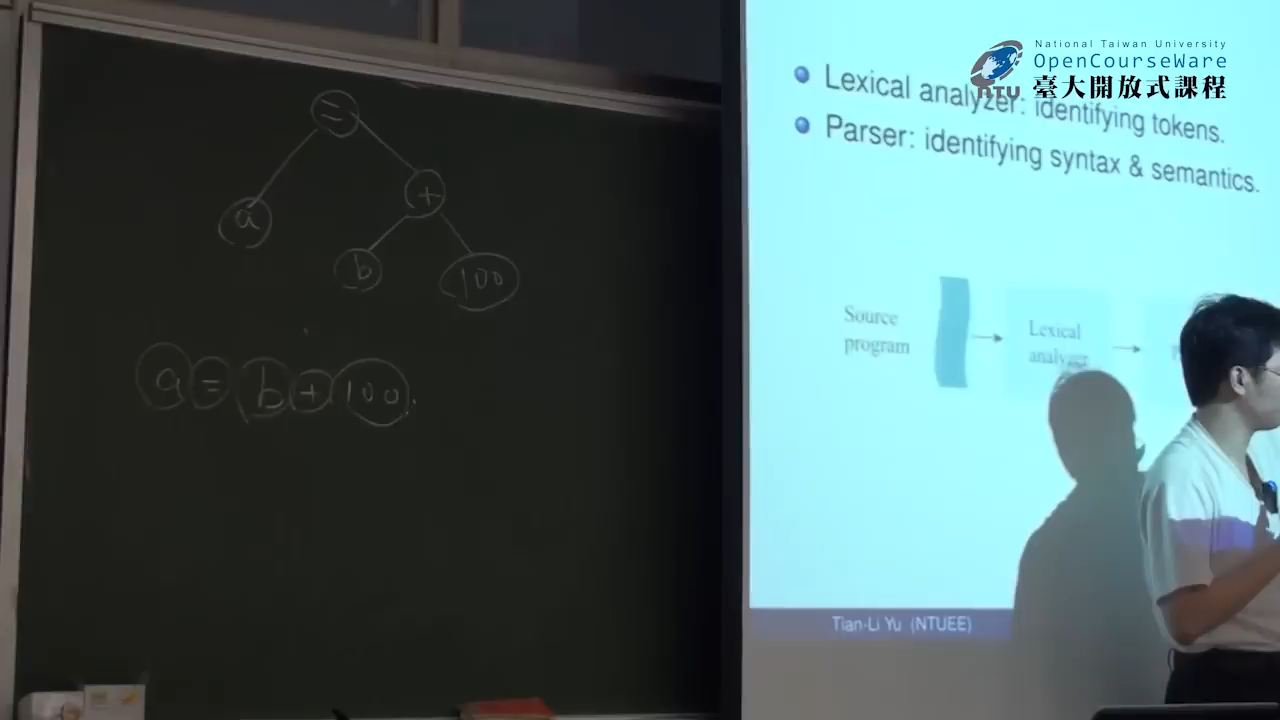 =
a
+
b
100
a = b + 100
National Taiwan University
OpenCourseWare
臺大開放式課程
NTU
Lexical analyzer: identifying tokens.
Parser: identifying syntax & semantics.
Source
program
Lexical
analyzer
Tian-Li Yu (NTUEE)